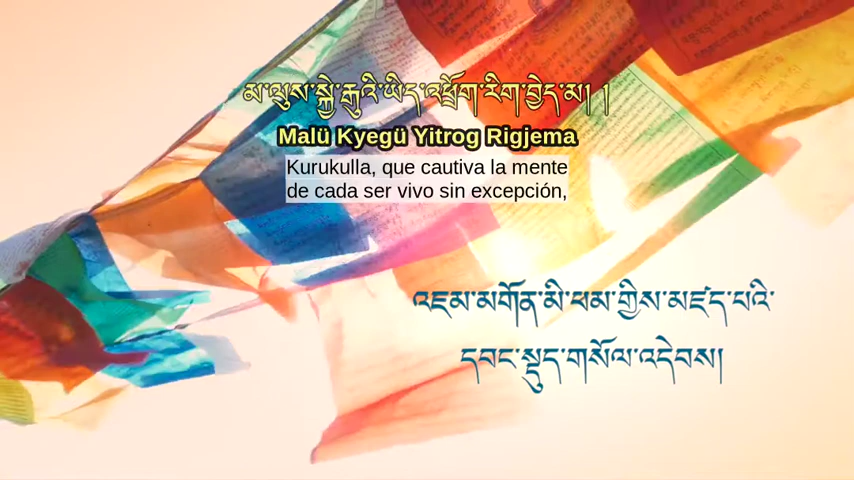 མ་ལུས་སྐྱེ་རྒུའི་ཡིད་འཕྲོག་རིག་བྱེད་མ། །
Malü Kyegü Yitrog Rigjema
Kurukulla, que cautiva la mente
de cada ser vivo sin excepción,
འཇམ་མགོན་མི་ཕམ་གྱིས་མཛད་པའི་
དབང་སྡུད་གསོལ་འདེབས།